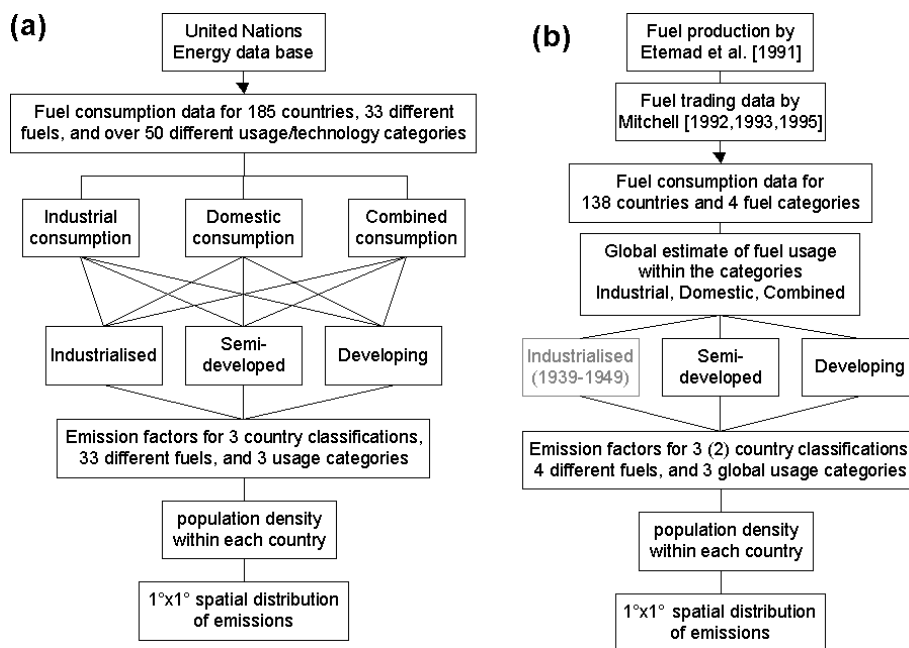 (a)
United Nations
Energy data base
Fuel consumption data for 185 countries, 33 different
fuels, and over 50 different usage/technology categories
Industrial
consumption
Domestic
consumption
Combined
consumption
Industrialised
Semi-
developed
Developing
Emission factors for 3 country classifications,
33 different fuels, and 3 usage categories
population density
within each country
1°x1° spatial distribution
of emissions
(b)
Fuel production by
Etemad et al. [1991]
Fuel trading data by
Mitchell [1992,1993,1995]
Fuel consumption data for
138 countries and 4 fuel categories
Global estimate of fuel usage
within the categories
Industrial, Domestic, Combined
Industrialised
(1939-1949)
Semi-
developed
Developing
Emission factors for 3 (2) country classifications
4 different fuels, and 3 global usage categories
population density
within each country
1°x1° spatial distribution
of emissions